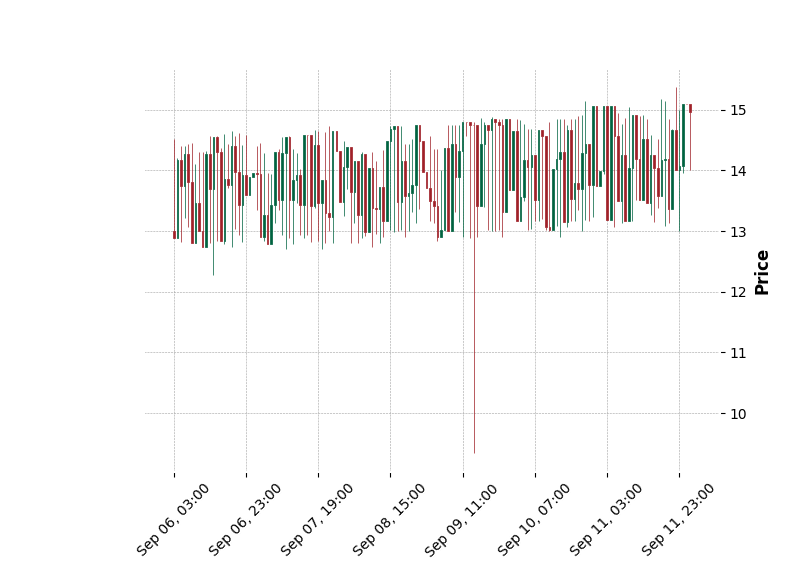 15
14
13
12
11
10
Price
Sep 06, 03:00
Sep 06, 23:00
Sep 07, 19:00
Sep 08, 15:00
Sep 09, 11:00
Sep 10, 07:00
Sep 11, 03:00
Sep 11, 23:00